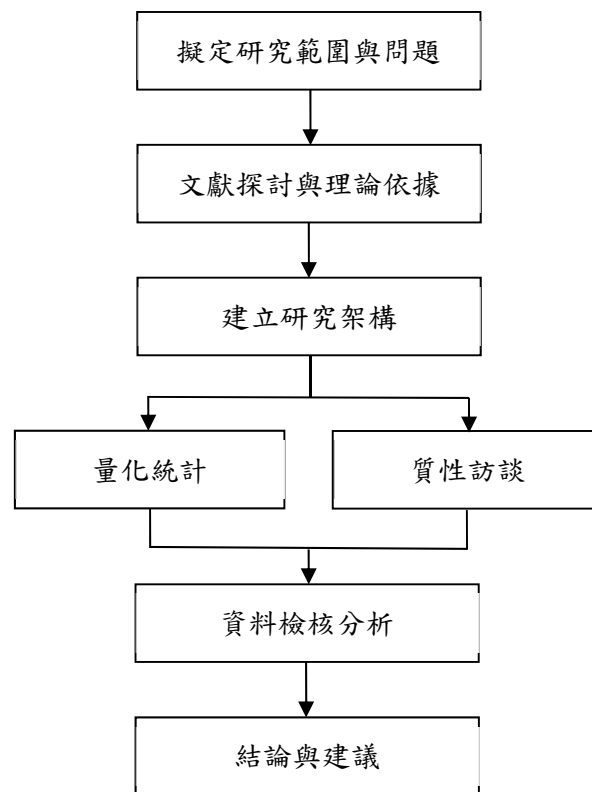 擬定研究範圍與問題
文獻探討與理論依據
建立研究架構
量化統計
質性訪談
資料檢核分析
結論與建議